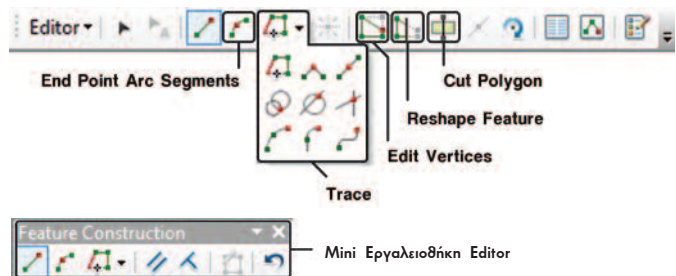 Editor
End Point Arc Segments
Cut Polygon
Reshape Feature
Edit Vertices
Trace
Feature Construction
Mini Εργαλειοθήκη Editor